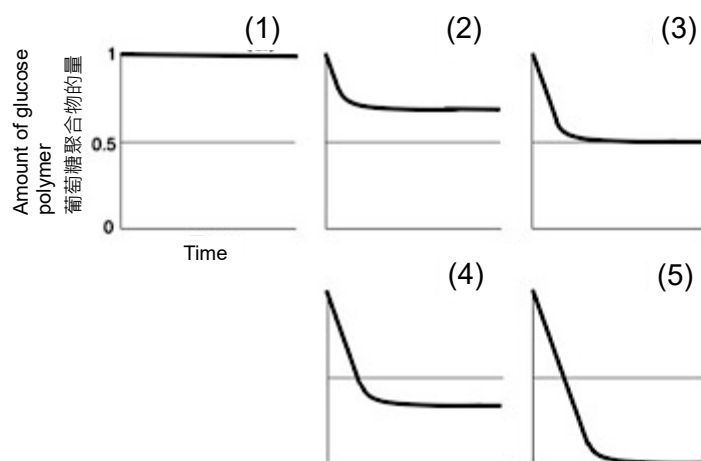 (1)
(2)
(3)
Amount of glucose
polymer
葡萄糖聚合物的量
1
0.5
0
Time
(4)
(5)